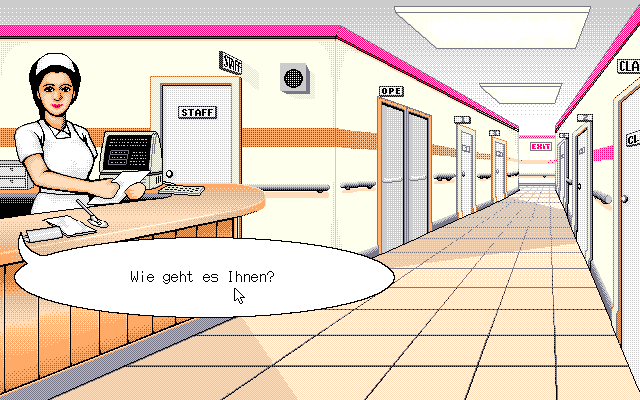 STAFF
STAFF
OPE
CLA
CL
EXIT
Wie geht es Ihnen?